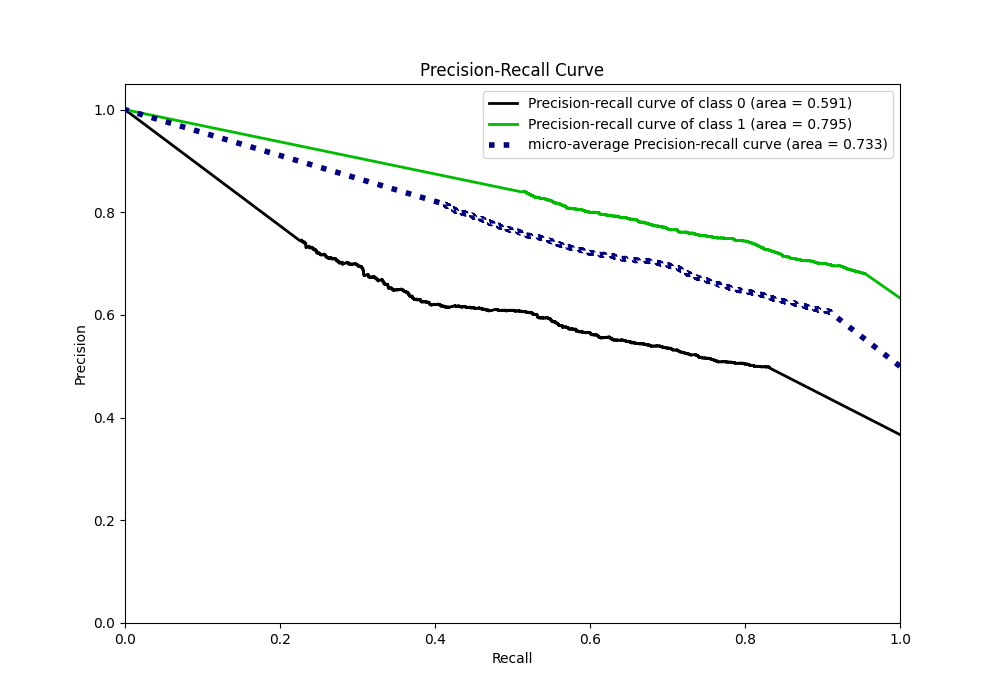 Precision-Recall Curve
Precision-recall curve of class 0 (area = 0.591)
Precision-recall curve of class 1 (area = 0.795)
micro-average Precision-recall curve (area = 0.733)
1.0
0.8
0.6
0.4
0.2
0.0
Precision
0.0 0.2 0.4 0.6 0.8 1.0
Recall